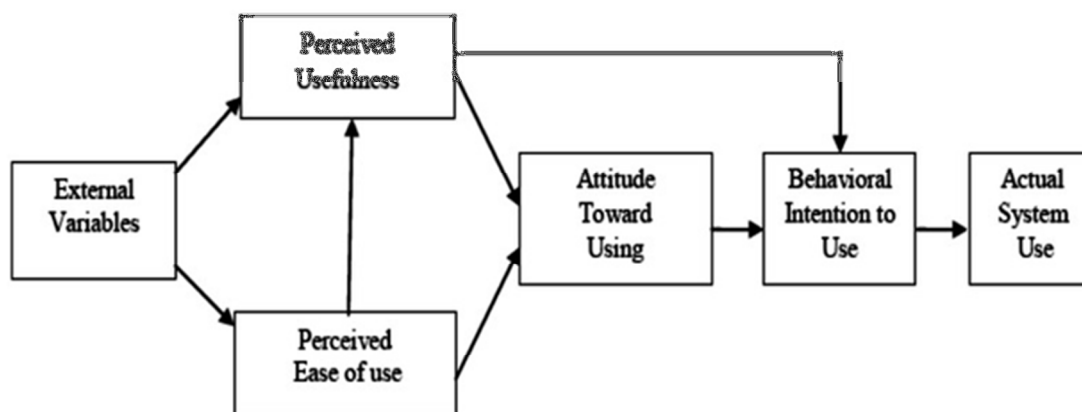 Perceived
Usefulness
External
Variables
Perceived
Ease of use
Attitude
Toward
Using
Behavioral
Intention to
Use
Actual
System
Use